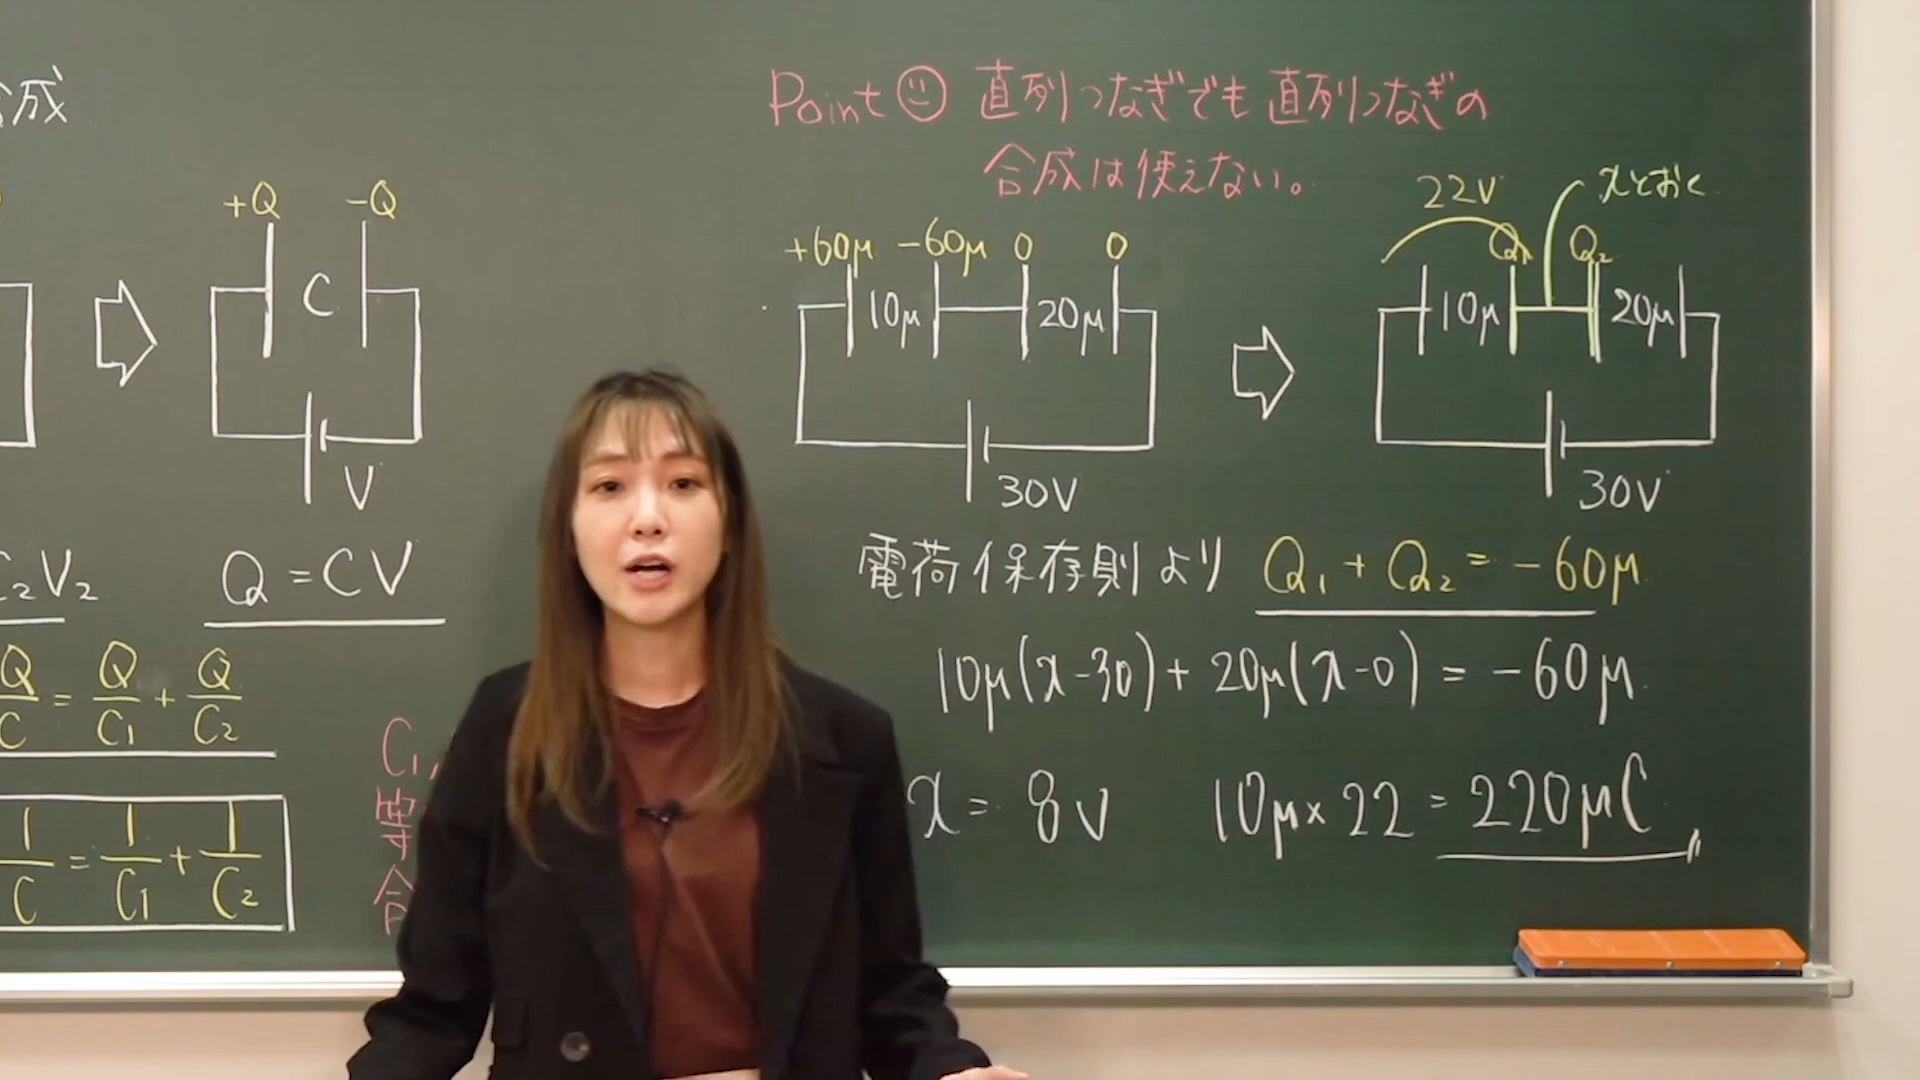 合成
+Q -Q
C
V
C₂V₂ Q = CV
Q/C = Q/C₁ + Q/C₂
1/C = 1/C₁ + 1/C₂
C₁,
等
合
Point 直列つなぎでも直列つなぎの
合成は使えない。
+60μ -60μ 0 0
10μ 20μ
30V
22V xとおく
Q₁ Q₂
10μ 20μ
30V
電荷保存則より Q₁ + Q₂ = -60μ
10μ(x-30) + 20μ(x-0) = -60μ
x = 8V 10μ×22 = 220μC